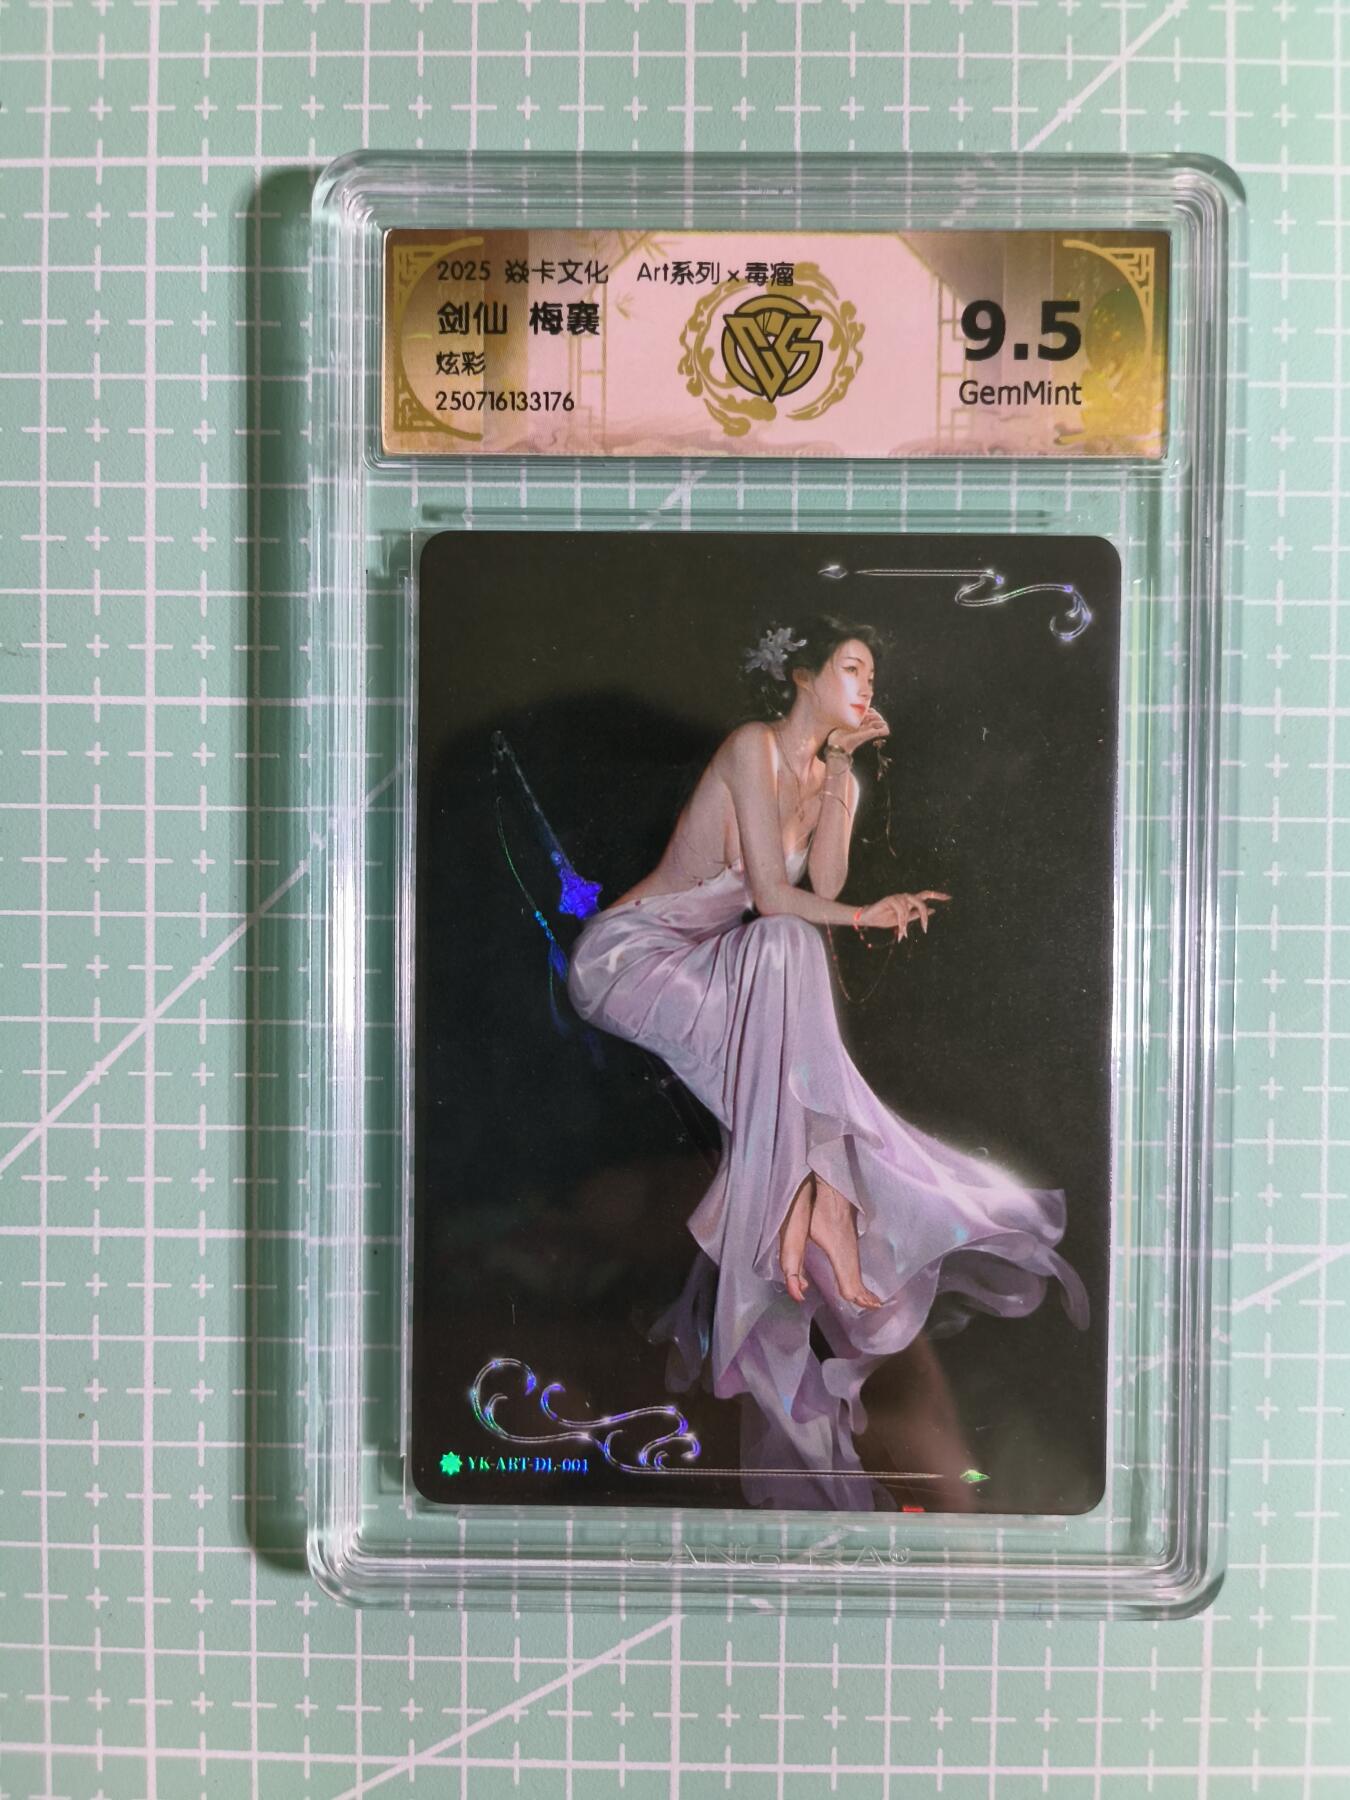 2025 焱卡文化 Art系列×毒瘤
剑仙 梅襄
炫彩
250716133176
9.5
GemMint
YK-ART-DL-001
CANG KA